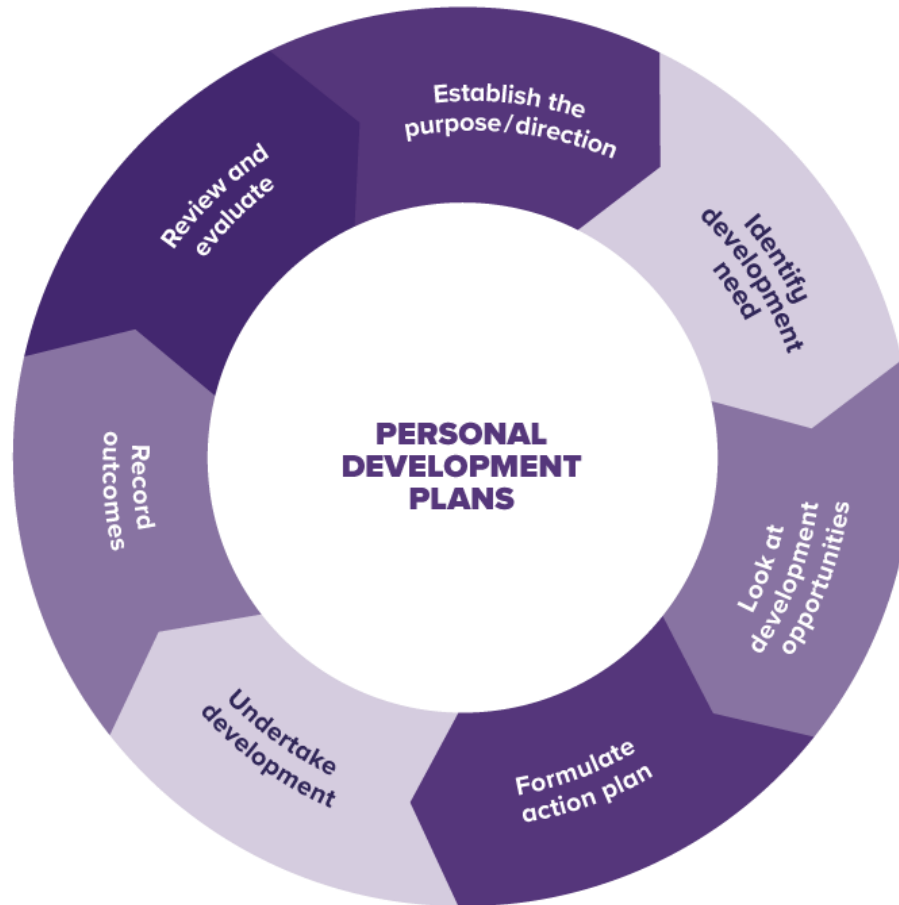 Establish the
purpose/direction
Identify
development
need
Look at
development
opportunities
Formulate
action plan
Undertake
development
Record
outcomes
Review and
evaluate
PERSONAL
DEVELOPMENT
PLANS